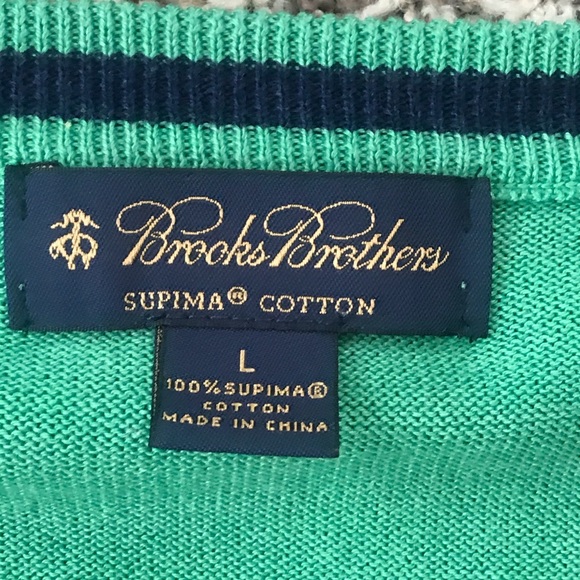 Brooks Brothers
SUPIMA® COTTON
L
100% SUPIMA®
COTTON
MADE IN CHINA